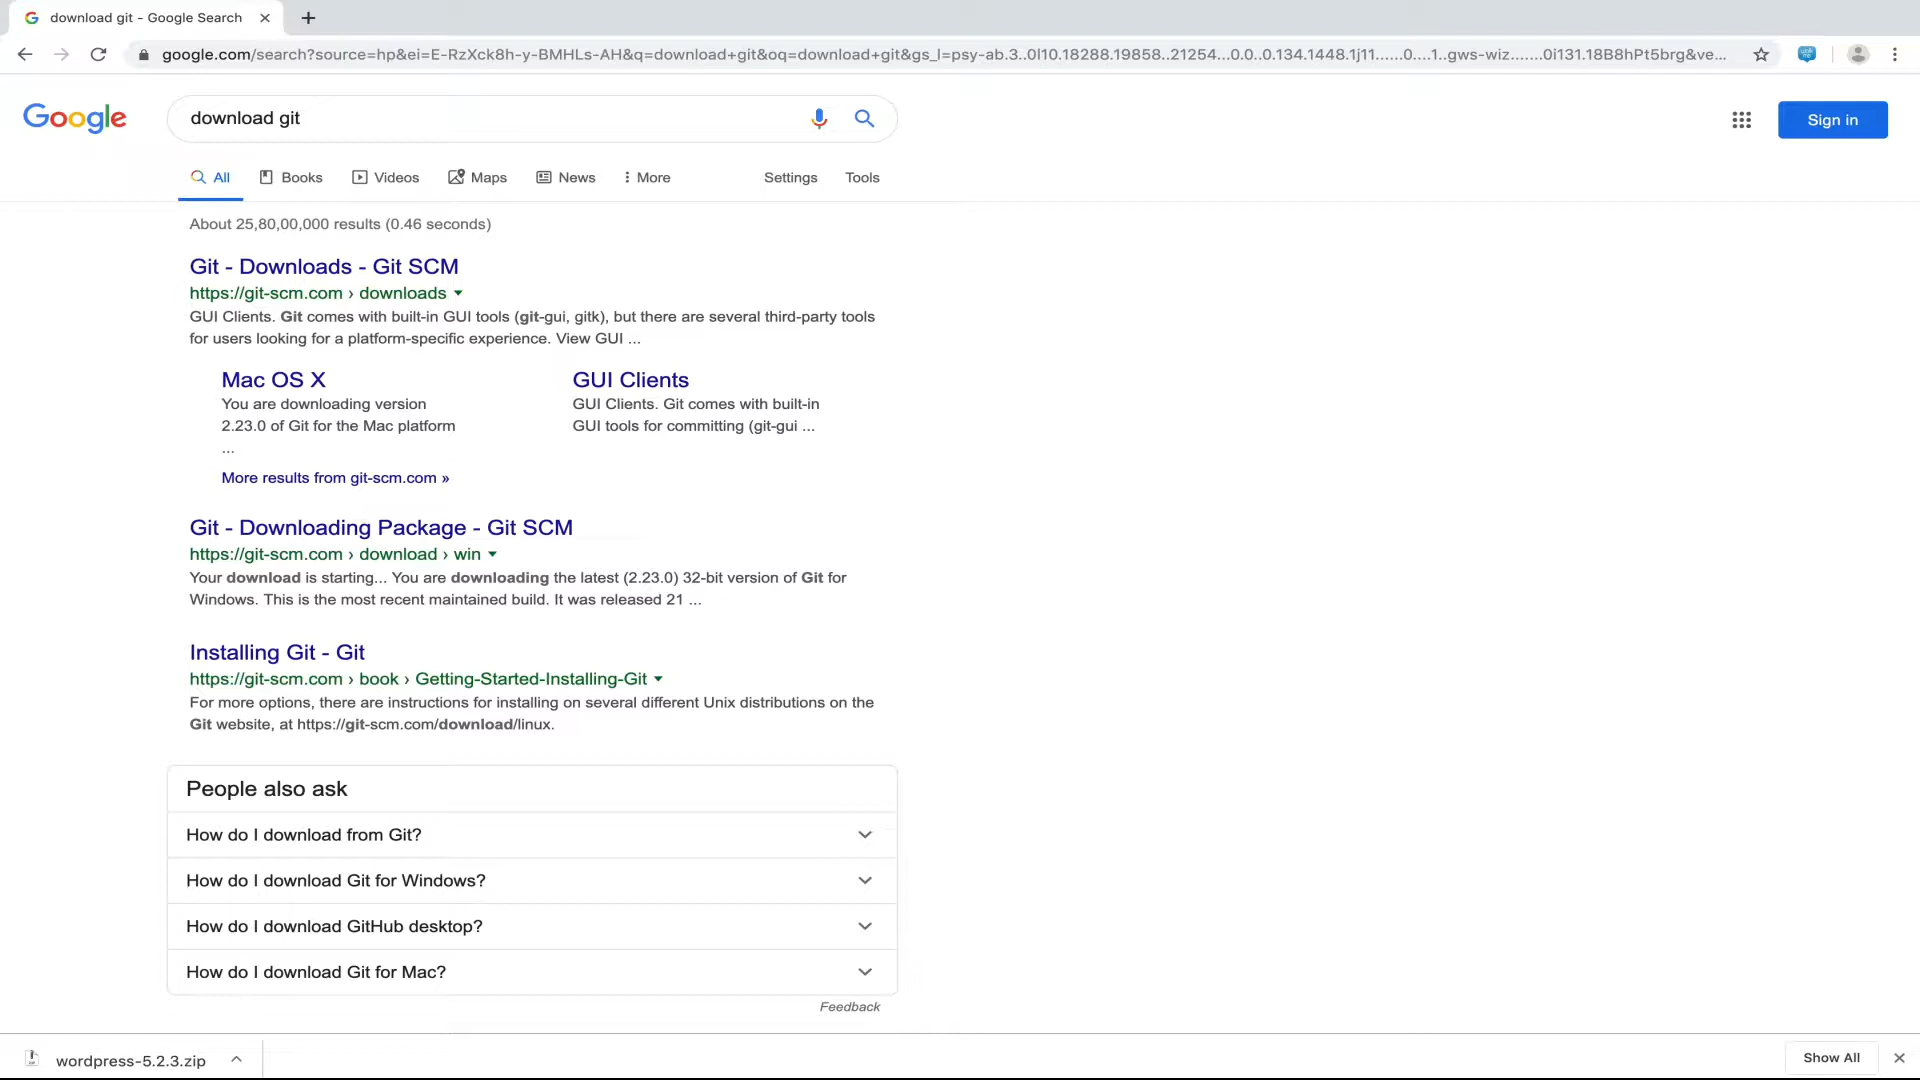 download git - Google Search
google.com/search?source=hp&ei=E-RzXck8h-y-BMHLs-AH&q=download+git&oq=download+git&gs_l=psy-ab.3..0l10.18288.19858..21254...0.0..0.134.1448.1j11......0....1..gws-wiz.......0i131.18B8hPt5brg&ve...
Google
download git
Sign in
All
Books
Videos
Maps
News
More
Settings
Tools
About 25,80,00,000 results (0.46 seconds)
Git - Downloads - Git SCM
https://git-scm.com › downloads
GUI Clients. Git comes with built-in GUI tools (git-gui, gitk), but there are several third-party tools
for users looking for a platform-specific experience. View GUI ...
Mac OS X
You are downloading version
2.23.0 of Git for the Mac platform
...
GUI Clients
GUI Clients. Git comes with built-in
GUI tools for committing (git-gui ...
More results from git-scm.com »
Git - Downloading Package - Git SCM
https://git-scm.com › download › win
Your download is starting... You are downloading the latest (2.23.0) 32-bit version of Git for
Windows. This is the most recent maintained build. It was released 21 ...
Installing Git - Git
https://git-scm.com › book › Getting-Started-Installing-Git
For more options, there are instructions for installing on several different Unix distributions on the
Git website, at https://git-scm.com/download/linux.
People also ask
How do I download from Git?
How do I download Git for Windows?
How do I download GitHub desktop?
How do I download Git for Mac?
Feedback
wordpress-5.2.3.zip
Show All